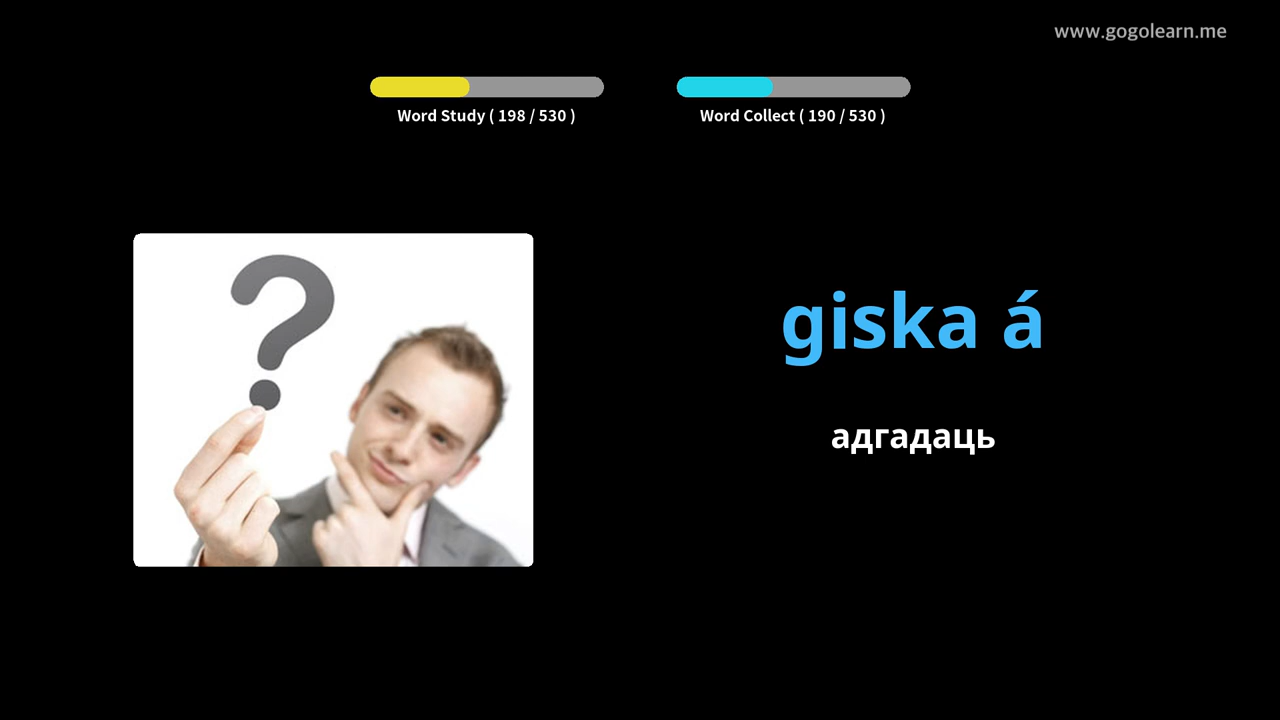 www.gogolearn.me
Word Study ( 198 / 530 )
Word Collect ( 190 / 530 )
giska á
адгадаць